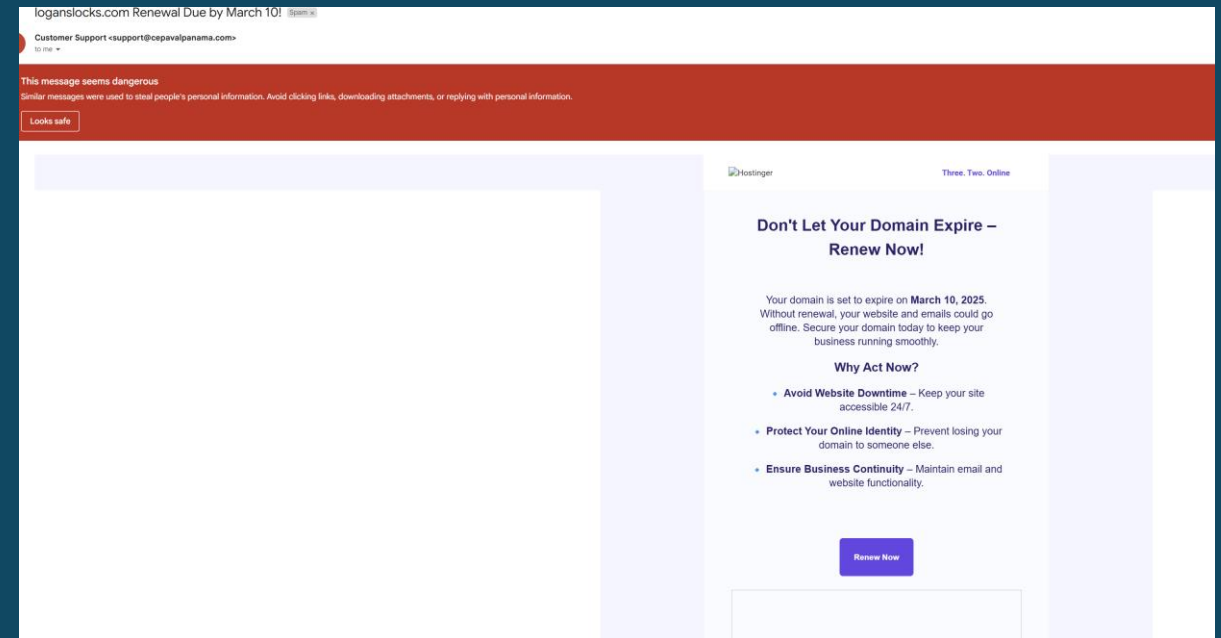 loganslocks.com Renewal Due by March 10! Spam x
Customer Support <support@cepavalpanama.com>
to me
This message seems dangerous
Similar messages were used to steal people's personal information. Avoid clicking links, downloading attachments, or replying with personal information.
Looks safe
Hostinger
Three. Two. Online
Don't Let Your Domain Expire –
Renew Now!
Your domain is set to expire on March 10, 2025.
Without renewal, your website and emails could go
offline. Secure your domain today to keep your
business running smoothly.
Why Act Now?
• Avoid Website Downtime – Keep your site
accessible 24/7.
• Protect Your Online Identity – Prevent losing your
domain to someone else.
• Ensure Business Continuity – Maintain email and
website functionality.
Renew Now